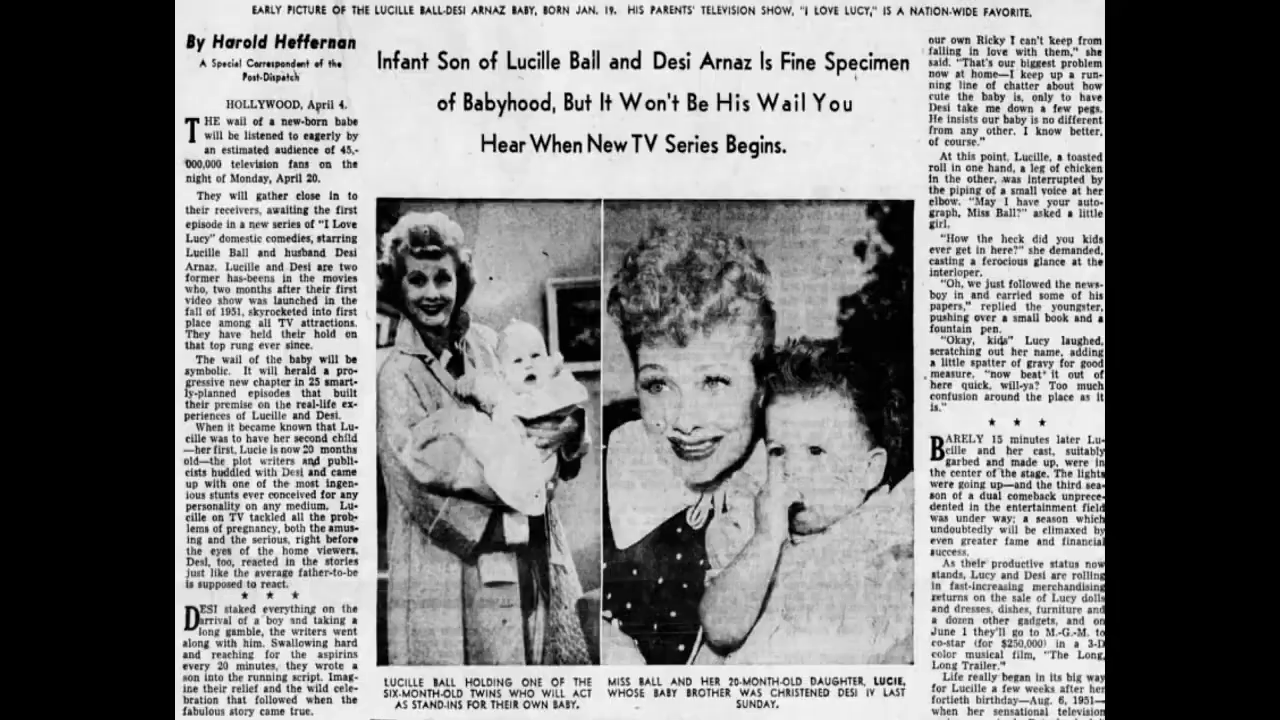 EARLY PICTURE OF THE LUCILLE BALL-DESI ARNAZ BABY, BORN JAN. 19. HIS PARENTS' TELEVISION SHOW, "I LOVE LUCY," IS A NATION-WIDE FAVORITE.
By Harold Heffernan
A Special Correspondent of the
Post-Dispatch
HOLLYWOOD, April 4.
THE wail of a new-born babe
will be listened to eagerly by
an estimated audience of 45,-
000,000 television fans on the
night of Monday, April 20.
They will gather close in to
their receivers, awaiting the first
episode in a new series of "I Love
Lucy" domestic comedies, starring
Lucille Ball and husband Desi
Arnaz. Lucille and Desi are two
former has-beens in the movies
who, two months after their first
video show was launched in the
fall of 1951, skyrocketed into first
place among all TV attractions.
They have held their hold on
that top rung ever since.
The wail of the baby will be
symbolic. It will herald a pro-
gressive new chapter in 25 smart-
ly-planned episodes that built
their premise on the real-life ex-
periences of Lucille and Desi.
When it became known that Lu-
cille was to have her second child
—her first, Lucie is now 20 months
old—the plot writers and publi-
cists huddled with Desi and came
up with one of the most ingen-
ious stunts ever conceived for any
personality on any medium. Lu-
cille on TV tackled all the prob-
lems of pregnancy, both the amus-
ing and the serious, right before
the eyes of the home viewers.
Desi, too, reacted in the stories
just like the average father-to-be
is supposed to react.
★ ★ ★
DESI staked everything on the
arrival of a boy and taking a
long gamble, the writers went
along with him. Swallowing hard
and reaching for the aspirins
every 20 minutes, they wrote a
son into the running script. Imag-
ine their relief and the wild cele-
bration that followed when the
fabulous story came true.
Infant Son of Lucille Ball and Desi Arnaz Is Fine Specimen
of Babyhood, But It Won't Be His Wail You
Hear When New TV Series Begins.
LUCILLE BALL HOLDING ONE OF THE
SIX-MONTH-OLD TWINS WHO WILL ACT
AS STAND-INS FOR THEIR OWN BABY.
MISS BALL AND HER 20-MONTH-OLD DAUGHTER, LUCIE,
WHOSE BABY BROTHER WAS CHRISTENED DESI IV LAST
SUNDAY.
our own Ricky I can't keep from
falling in love with them," she
said. "That's our biggest problem
now at home—I keep up a run-
ning line of chatter about how
cute the baby is, only to have
Desi take me down a few pegs.
He insists our baby is no different
from any other. I know better,
of course."
At this point, Lucille, a toasted
roll in one hand, a leg of chicken
in the other, was interrupted by
the piping of a small voice at her
elbow. "May I have your auto-
graph, Miss Ball?" asked a little
girl.
"How the heck did you kids
ever get in here?" she demanded,
casting a ferocious glance at the
interloper.
"Oh, we just followed the news-
boy in and carried some of his
papers," replied the youngster,
pushing over a small book and a
fountain pen.
"Okay, kids" Lucy laughed,
scratching out her name, adding
a little spatter of gravy for good
measure, "now beat it out of
here quick, will-ya? Too much
confusion around the place as it
is."
★ ★ ★
BARELY 15 minutes later Lu-
cille and her cast, suitably
garbed and made up, were in
the center of the stage. The lights
were going up—and the third sea-
son of a dual comeback unprece-
dented in the entertainment field
was under way; a season which
undoubtedly will be climaxed by
even greater fame and financial
success.
As their productive status now
stands, Lucy and Desi are rolling
in fast-increasing merchandising
returns on the sale of Lucy dolls
and dresses, dishes, furniture and
a dozen other gadgets, and on
June 1 they'll go to M.-G.-M. to
co-star (for $250,000) in a 3-D
color musical film, "The Long,
Long Trailer."
Life really began in its big way
for Lucille a few weeks after her
fortieth birthday—Aug. 6, 1951—
when her sensational television